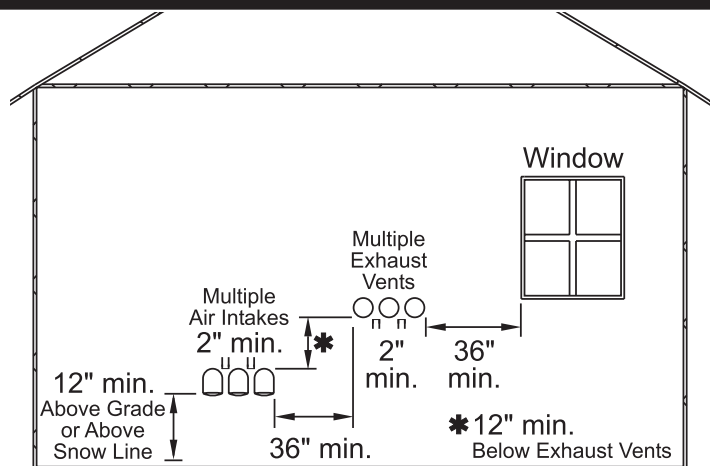 Window
Multiple
Exhaust
Vents
Multiple
Air Intakes
2" min.
✱
2"
min.
36"
min.
12" min.
Above Grade
or Above
Snow Line
36" min.
✱12" min.
Below Exhaust Vents